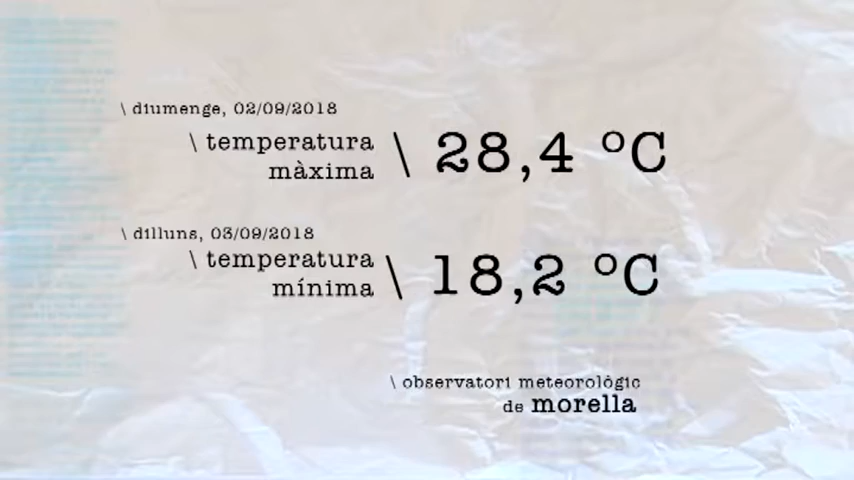 \ diumenge, 02/09/2018
\ temperatura
màxima
\ 28,4 ºC
\ dilluns, 03/09/2018
\ temperatura
mínima
\ 18,2 ºC
\ observatori meteorològic
de morella